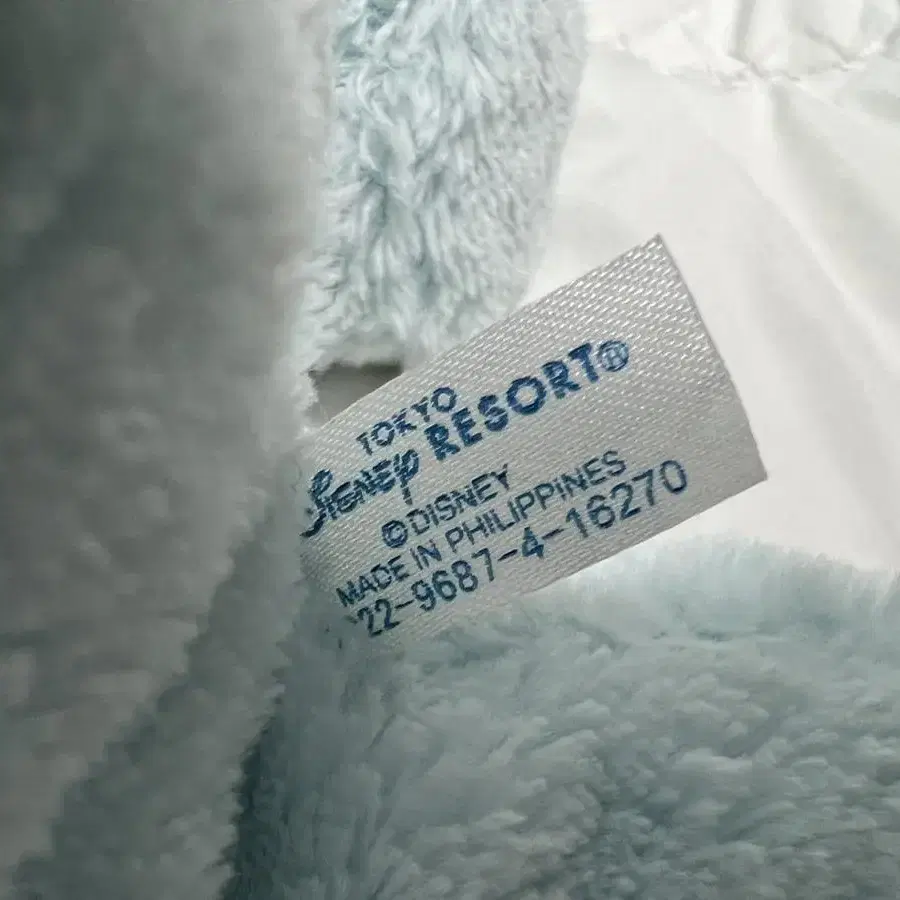 TOKYO
Disney RESORT®
©DISNEY
MADE IN PHILIPPINES
22-9687-4-16270